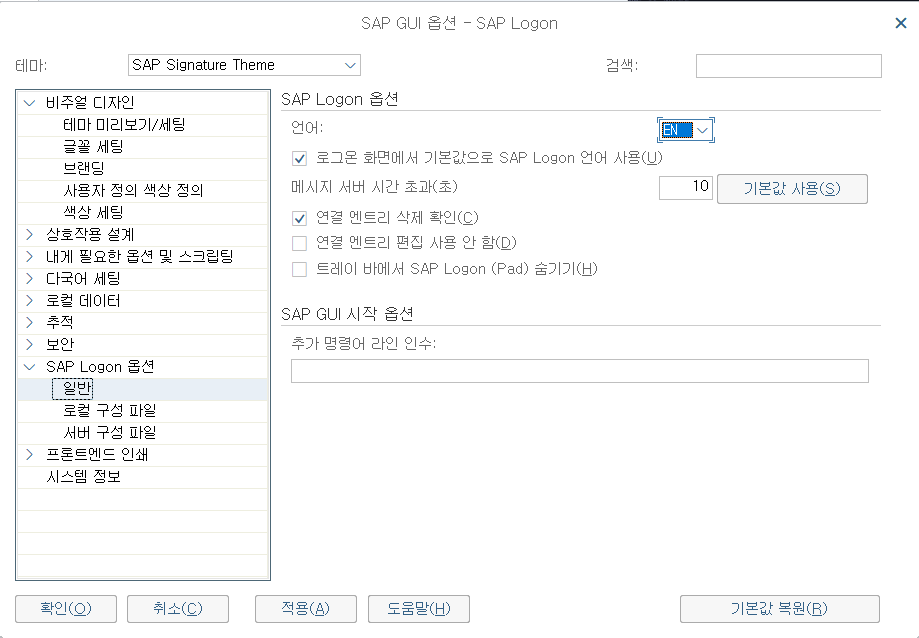 SAP GUI 옵션 - SAP Logon
테마: SAP Signature Theme 검색:
비주얼 디자인
테마 미리보기/세팅
글꼴 세팅
브랜딩
사용자 정의 색상 정의
색상 세팅
상호작용 설계
내게 필요한 옵션 및 스크립팅
다국어 세팅
로컬 데이터
추적
보안
SAP Logon 옵션
일반
로컬 구성 파일
서버 구성 파일
프론트엔드 인쇄
시스템 정보
SAP Logon 옵션
언어: EN
로그온 화면에서 기본값으로 SAP Logon 언어 사용(U)
메시지 서버 시간 초과(초) 10 기본값 사용(S)
연결 엔트리 삭제 확인(C)
연결 엔트리 편집 사용 안 함(D)
트레이 바에서 SAP Logon (Pad) 숨기기(H)
SAP GUI 시작 옵션
추가 명령어 라인 인수:
확인(O) 취소(C) 적용(A) 도움말(H) 기본값 복원(R)